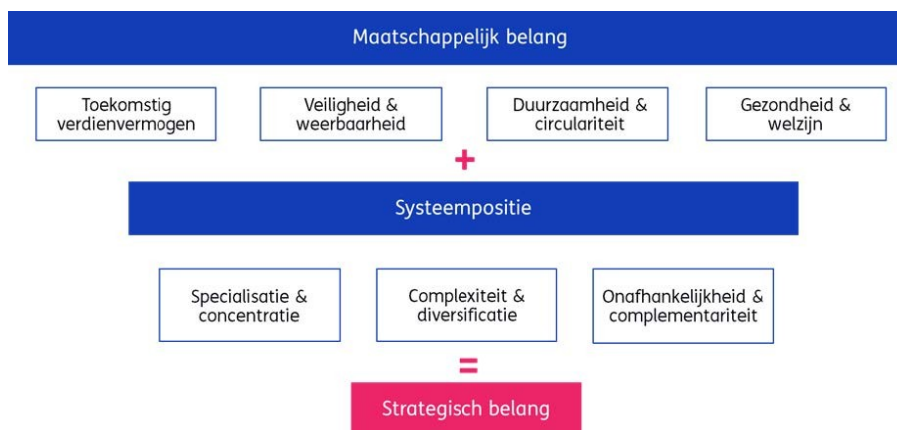 Maatschappelijk belang
Toekomstig
verdienvermogen
Veiligheid &
weerbaarheid
Duurzaamheid &
circulariteit
Gezondheid &
welzijn
+
Systeempositie
Specialisatie &
concentratie
Complexiteit &
diversificatie
Onafhankelijkheid &
complementariteit
=
Strategisch belang